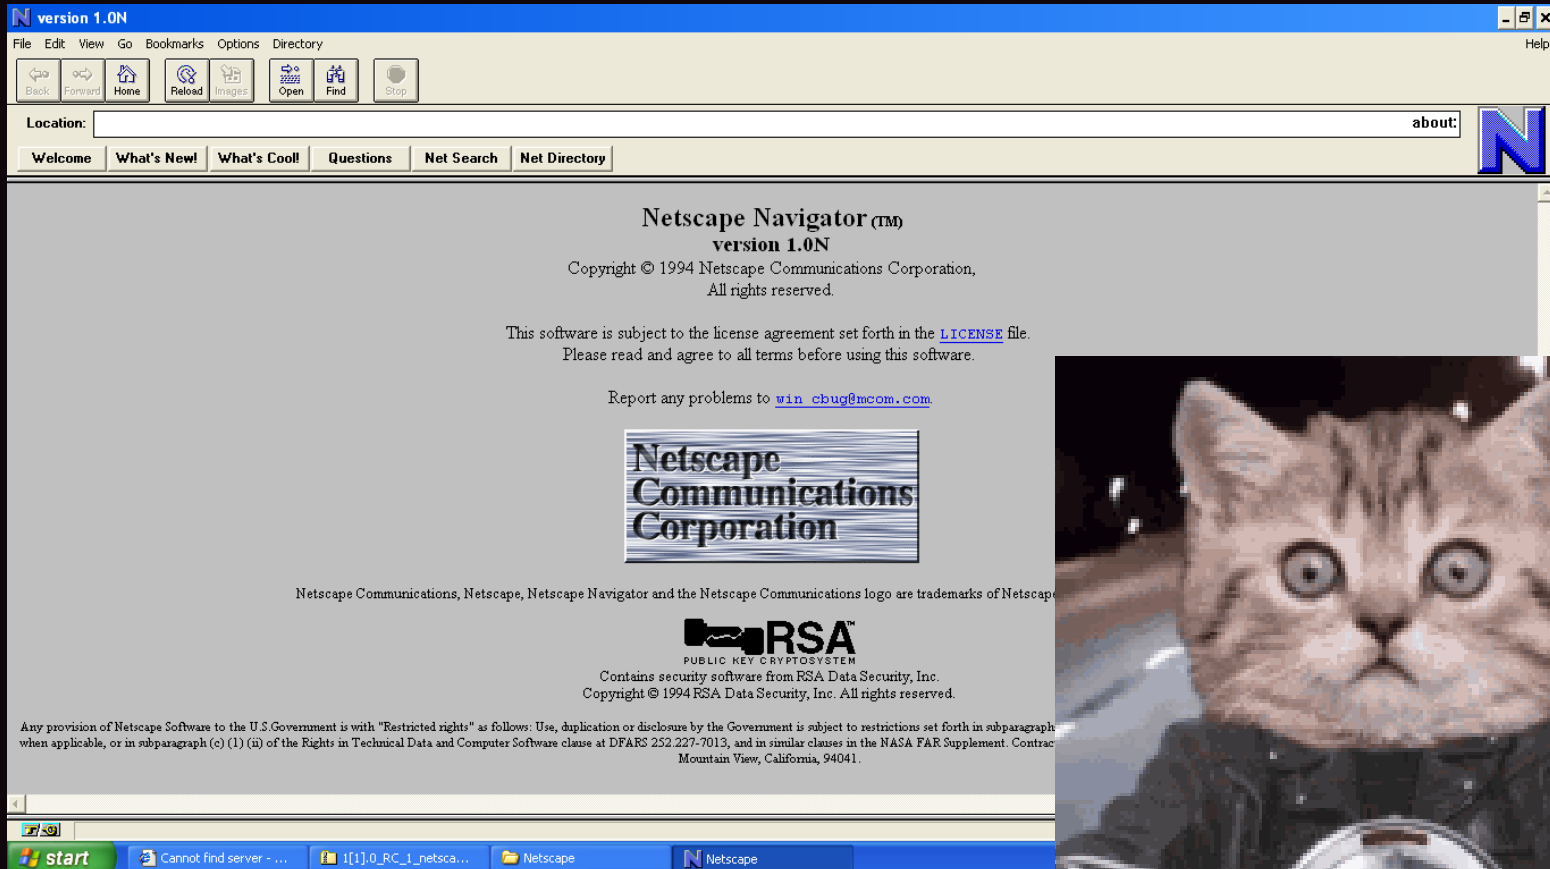 version 1.0N
File Edit View Go Bookmarks Options Directory Help
Back Forward Home Reload Images Open Find Stop
Location: about:
Welcome What's New! What's Cool! Questions Net Search Net Directory
Netscape Navigator (TM)
version 1.0N
Copyright © 1994 Netscape Communications Corporation,
All rights reserved.
This software is subject to the license agreement set forth in the LICENSE file.
Please read and agree to all terms before using this software.
Report any problems to win_cbug@mcom.com.
Netscape
Communications
Corporation
Netscape Communications, Netscape, Netscape Navigator and the Netscape Communications logo are trademarks of Netscape
RSA™
PUBLIC KEY CRYPTOSYSTEM
Contains security software from RSA Data Security, Inc.
Copyright © 1994 RSA Data Security, Inc. All rights reserved.
Any provision of Netscape Software to the U.S.Government is with "Restricted rights" as follows: Use, duplication or disclosure by the Government is subject to restrictions set forth in subparagraph
when applicable, or in subparagraph (c) (1) (ii) of the Rights in Technical Data and Computer Software clause at DFARS 252.227-7013, and in similar clauses in the NASA FAR Supplement. Contrac
Mountain View, California, 94041.
start Cannot find server - ... 1[1].0_RC_1_netsca... Netscape Netscape